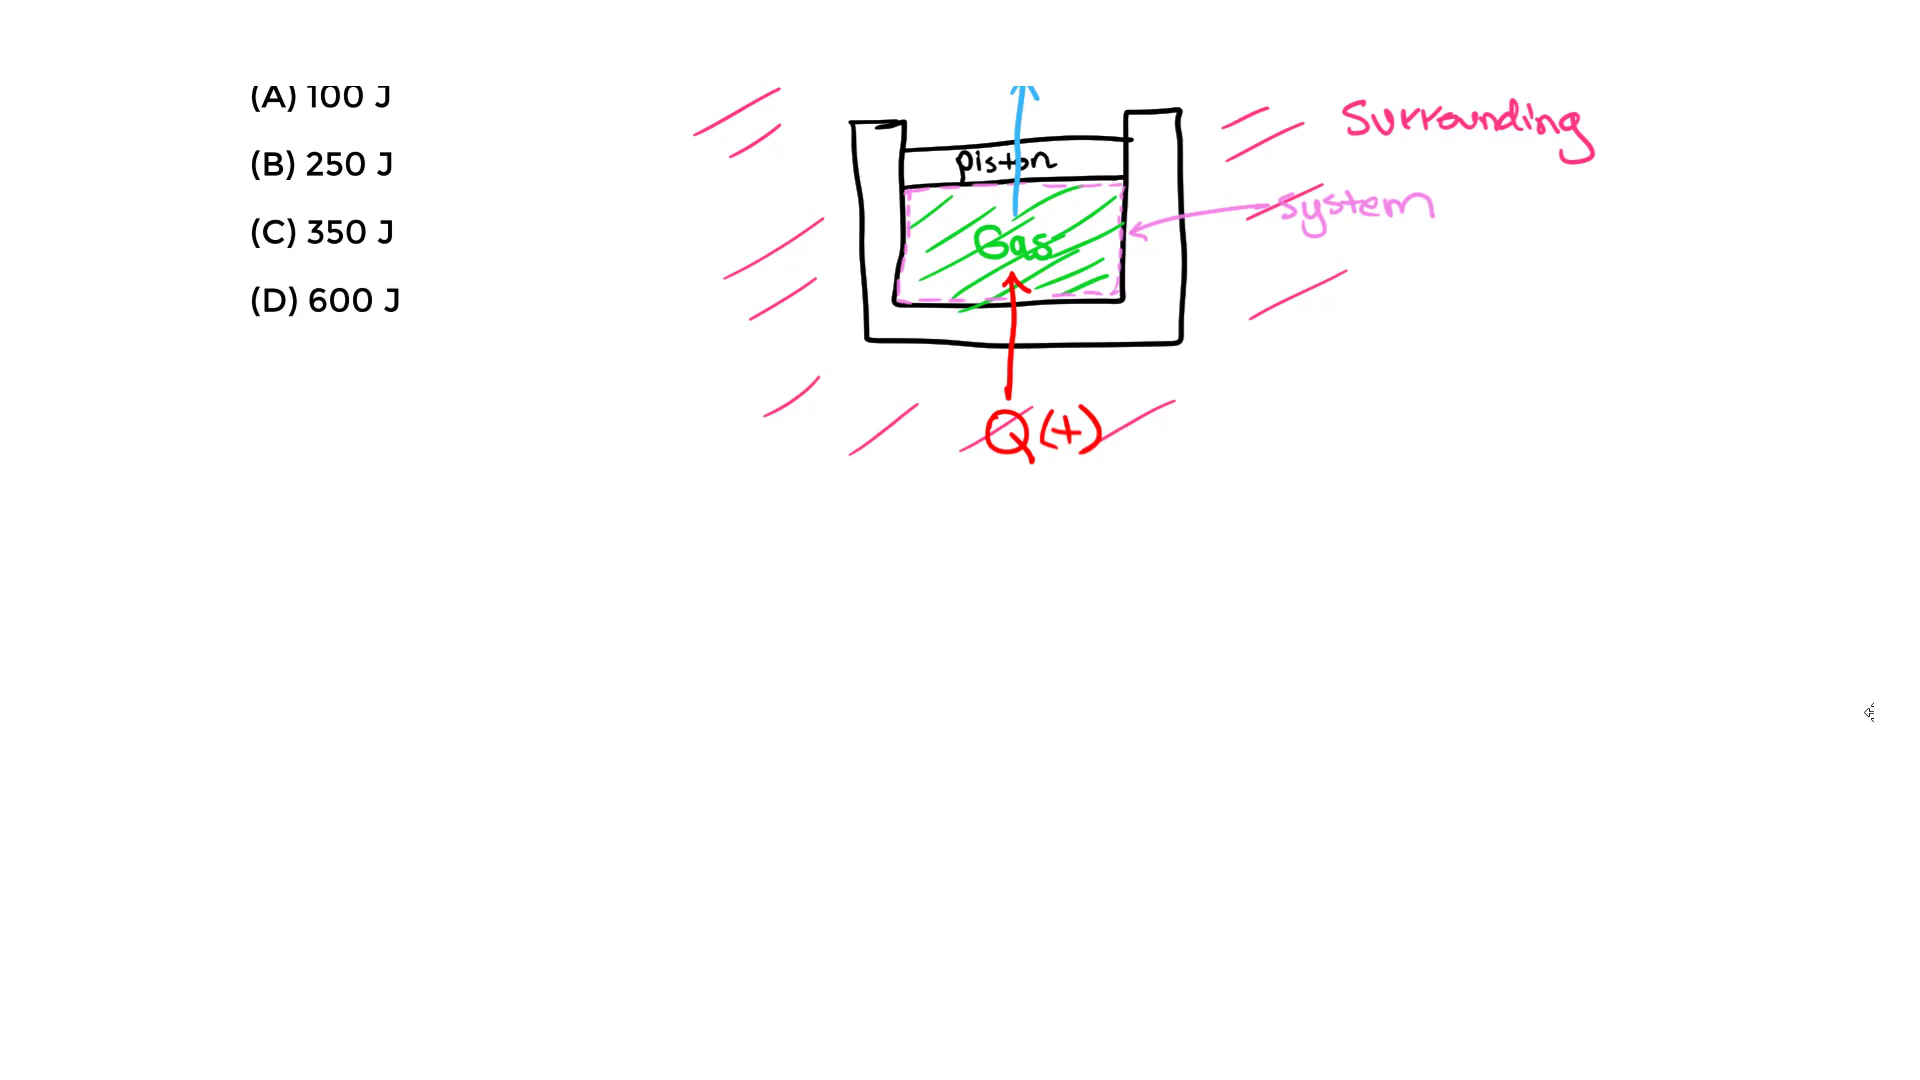 (A) 100 J
(B) 250 J
(C) 350 J
(D) 600 J
Surrounding
piston
system
Gas
Q(+)